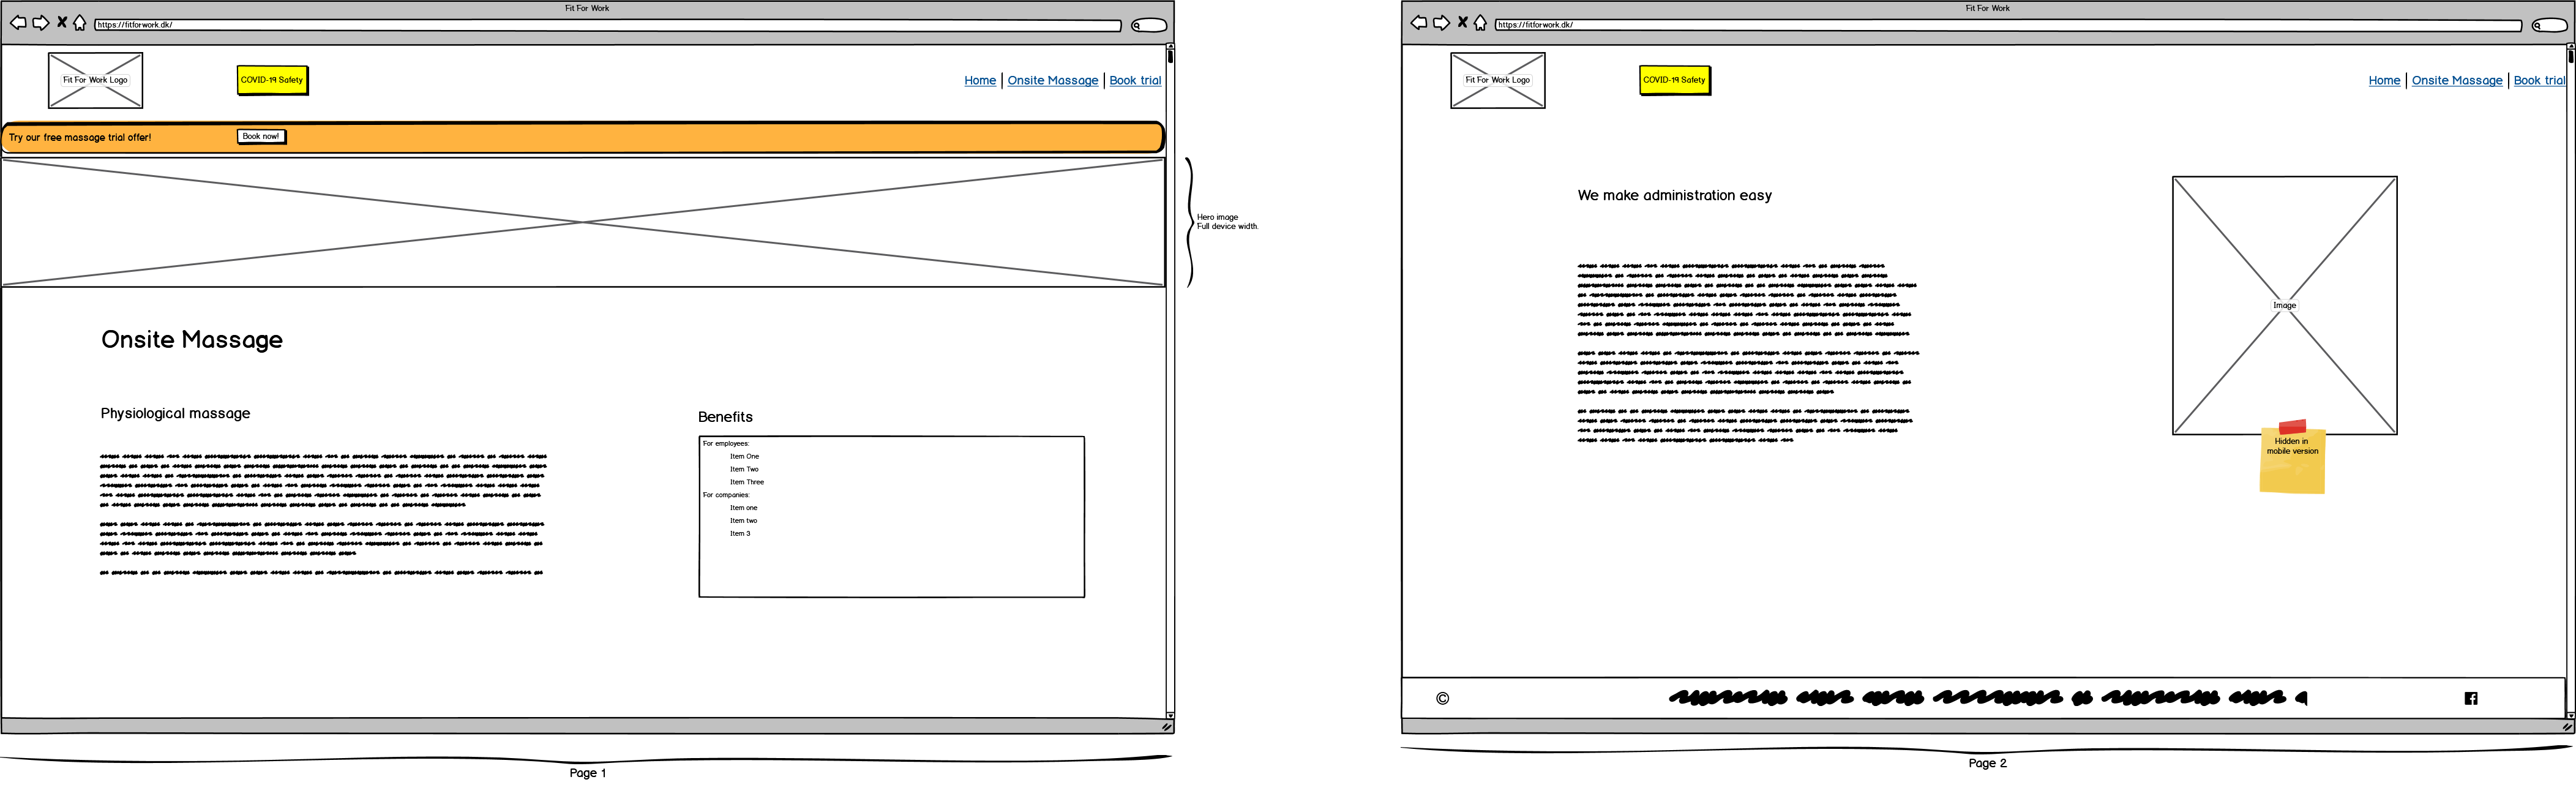 Fit For Work
https://fitforwork.dk/
Fit For Work Logo
COVID-19 Safety
Home | Onsite Massage | Book trial
Try our free massage trial offer!
Book now!
Hero image
Full device width.
Onsite Massage
Physiological massage
Benefits
For employees:
Item One
Item Two
Item Three
For companies:
Item one
Item two
Item 3
Page 1
Fit For Work
https://fitforwork.dk/
Fit For Work Logo
COVID-19 Safety
Home | Onsite Massage | Book trial
We make administration easy
Image
Hidden in
mobile version
©
f
Page 2